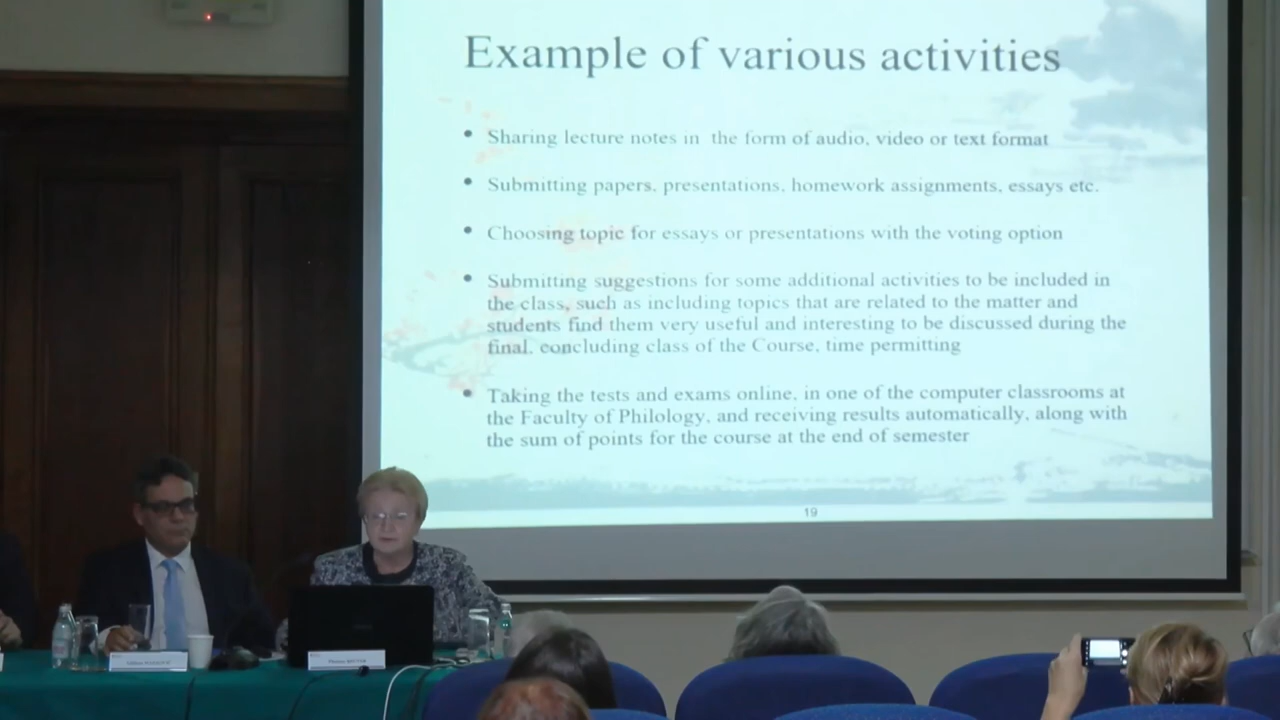 Example of various activities
• Sharing lecture notes in the form of audio, video or text format
• Submitting papers, presentations, homework assignments, essays etc.
• Choosing topic for essays or presentations with the voting option
• Submitting suggestions for some additional activities to be included in
the class, such as including topics that are related to the matter and
students find them very useful and interesting to be discussed during the
final, concluding class of the Course, time permitting
• Taking the tests and exams online, in one of the computer classrooms at
the Faculty of Philology, and receiving results automatically, along with
the sum of points for the course at the end of semester
19